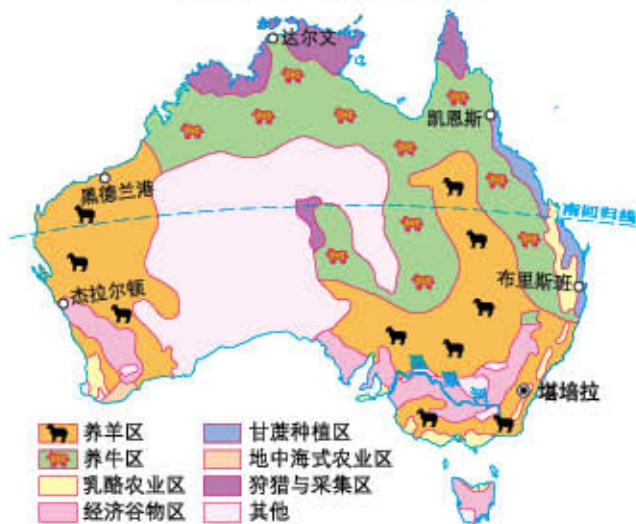 达尔文
凯恩斯
黑德兰港
南回归线
杰拉尔顿
布里斯班
堪培拉
养羊区
甘蔗种植区
养牛区
地中海式农业区
乳酪农业区
狩猎与采集区
经济谷物区
其他